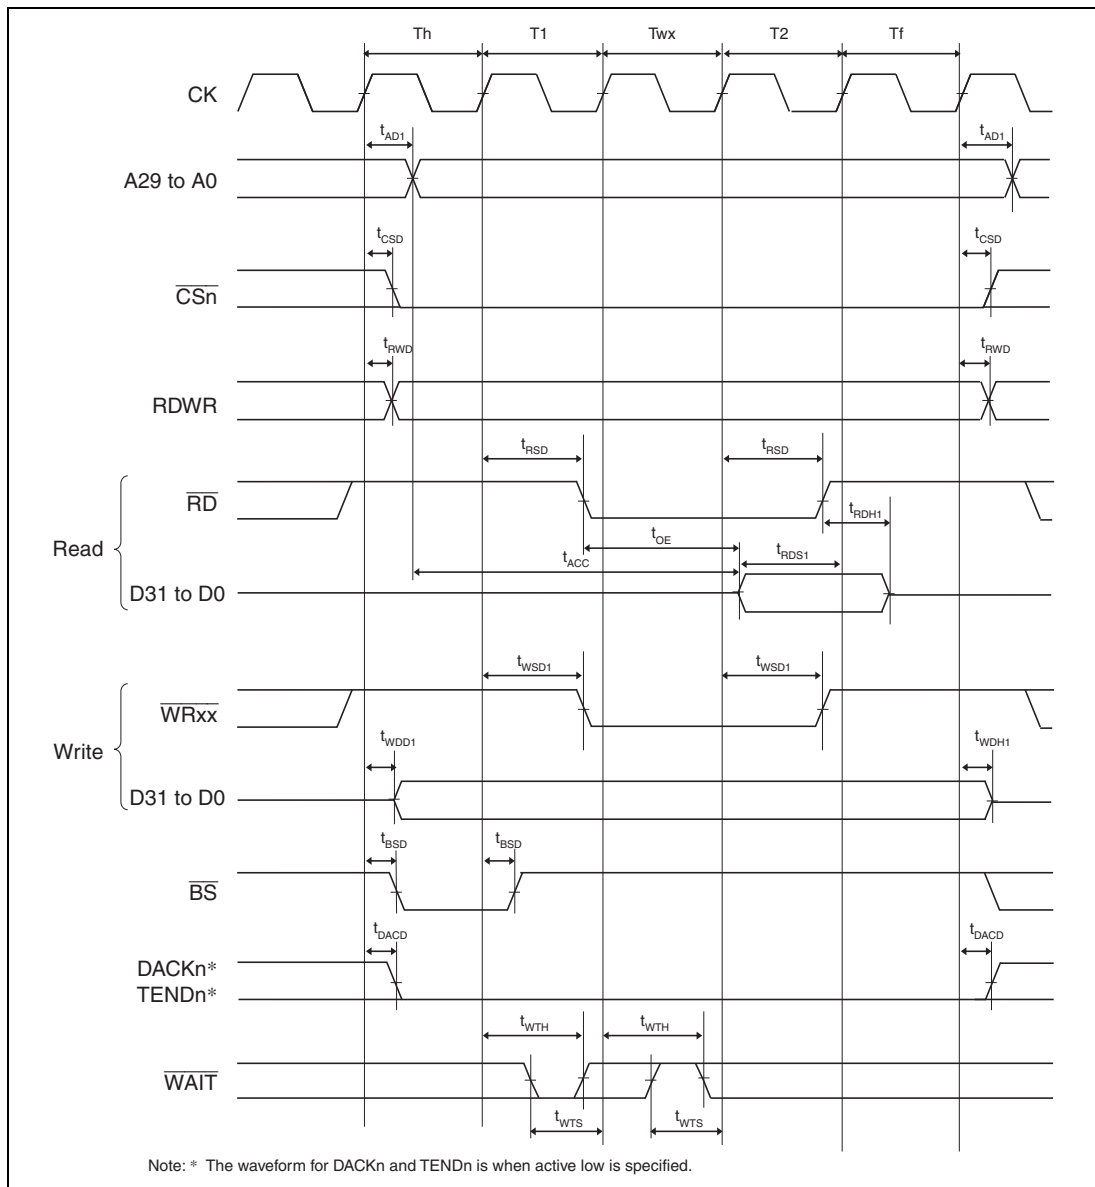 Th T1 Twx T2 Tf
CK
tAD1 tAD1
A29 to A0
tCSD tCSD
CSn
tRWD tRWD
RDWR
tRSD tRSD
RD
tRDH1
Read
tOE
tACC tRDS1
D31 to D0
tWSD1 tWSD1
WRxx
Write
tWDD1 tWDH1
D31 to D0
tBSD tBSD
BS
tDACD tDACD
DACKn*
TENDn*
tWTH tWTH
WAIT
tWTS tWTS
Note: * The waveform for DACKn and TENDn is when active low is specified.